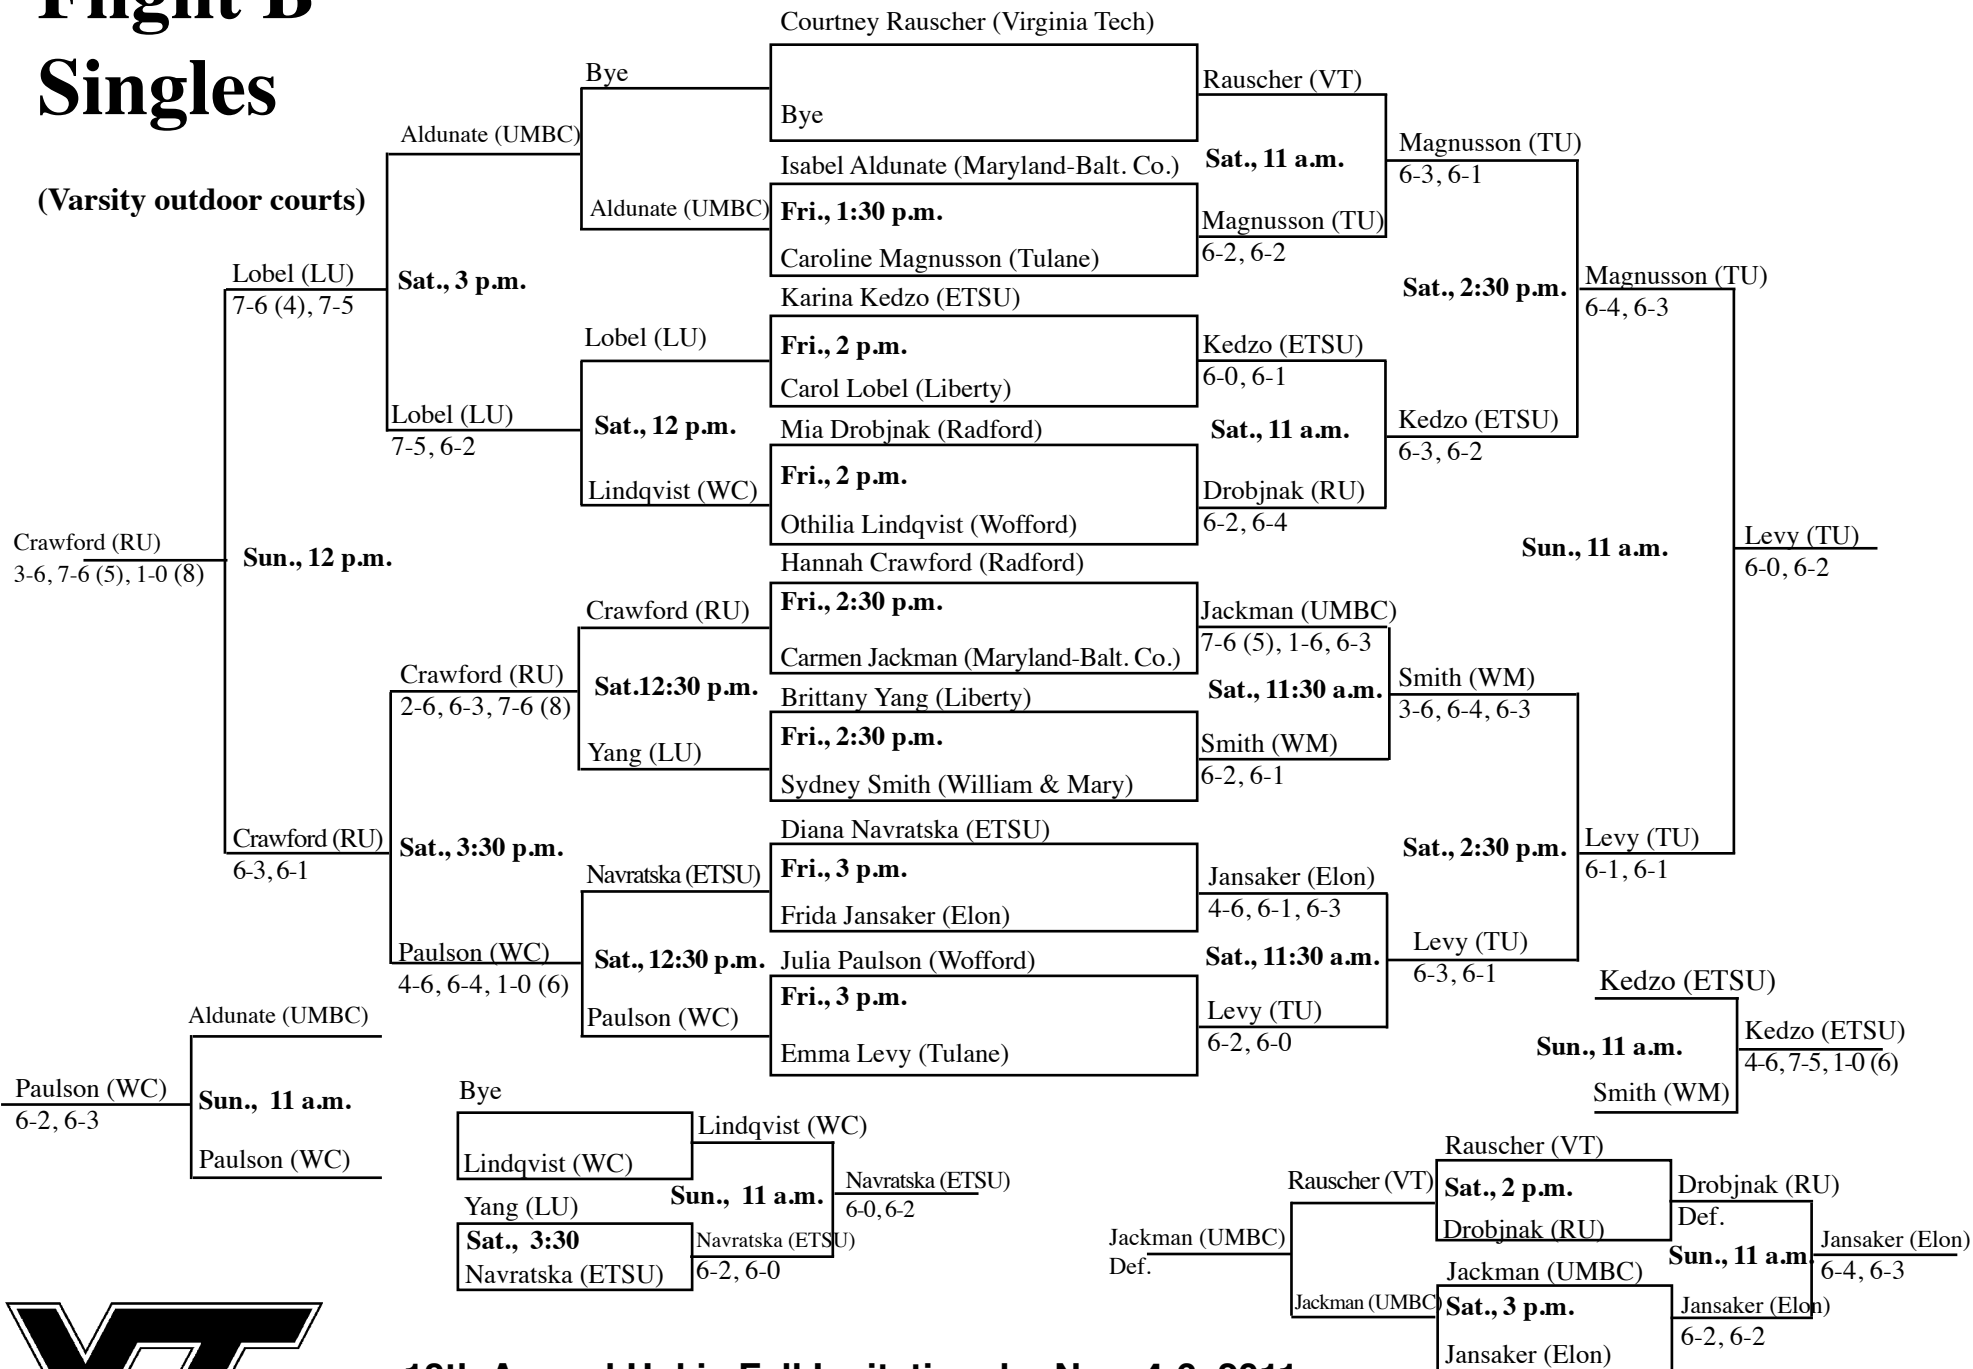 Flight B
Singles
(Varsity outdoor courts)
Courtney Rauscher (Virginia Tech)
Bye
Isabel Aldunate (Maryland-Balt. Co.)
Fri., 1:30 p.m.
Caroline Magnusson (Tulane)
Karina Kedzo (ETSU)
Fri., 2 p.m.
Carol Lobel (Liberty)
Mia Drobjnak (Radford)
Fri., 2 p.m.
Othilia Lindqvist (Wofford)
Hannah Crawford (Radford)
Fri., 2:30 p.m.
Carmen Jackman (Maryland-Balt. Co.)
Brittany Yang (Liberty)
Fri., 2:30 p.m.
Sydney Smith (William & Mary)
Diana Navratska (ETSU)
Fri., 3 p.m.
Frida Jansaker (Elon)
Julia Paulson (Wofford)
Fri., 3 p.m.
Emma Levy (Tulane)
Rauscher (VT)
Sat., 11 a.m.
Magnusson (TU)
6-2, 6-2
Kedzo (ETSU)
6-0, 6-1
Sat., 11 a.m.
Drobjnak (RU)
6-2, 6-4
Jackman (UMBC)
7-6 (5), 1-6, 6-3
Sat., 11:30 a.m.
Smith (WM)
6-2, 6-1
Jansaker (Elon)
4-6, 6-1, 6-3
Sat., 11:30 a.m.
Levy (TU)
6-2, 6-0
Magnusson (TU)
6-3, 6-1
Sat., 2:30 p.m.
Kedzo (ETSU)
6-3, 6-2
Smith (WM)
3-6, 6-4, 6-3
Sat., 2:30 p.m.
Levy (TU)
6-3, 6-1
Magnusson (TU)
6-4, 6-3
Sun., 11 a.m.
Levy (TU)
6-1, 6-1
Levy (TU)
6-0, 6-2
Bye
Aldunate (UMBC)
Lobel (LU)
Sat., 12 p.m.
Lindqvist (WC)
Crawford (RU)
Sat.12:30 p.m.
Yang (LU)
Navratska (ETSU)
Sat., 12:30 p.m.
Paulson (WC)
Aldunate (UMBC)
Sat., 3 p.m.
Lobel (LU)
7-5, 6-2
Crawford (RU)
2-6, 6-3, 7-6 (8)
Sat., 3:30 p.m.
Paulson (WC)
4-6, 6-4, 1-0 (6)
Lobel (LU)
7-6 (4), 7-5
Sun., 12 p.m.
Crawford (RU)
6-3, 6-1
Crawford (RU)
3-6, 7-6 (5), 1-0 (8)
Kedzo (ETSU)
Sun., 11 a.m.
Smith (WM)
Kedzo (ETSU)
4-6, 7-5, 1-0 (6)
Aldunate (UMBC)
Sun., 11 a.m.
Paulson (WC)
Paulson (WC)
6-2, 6-3
Bye
Lindqvist (WC)
Yang (LU)
Sat., 3:30
Navratska (ETSU)
Lindqvist (WC)
Sun., 11 a.m.
Navratska (ETSU)
6-2, 6-0
Navratska (ETSU)
6-0, 6-2
Rauscher (VT)
Sat., 2 p.m.
Drobjnak (RU)
Jackman (UMBC)
Sat., 3 p.m.
Jansaker (Elon)
Drobjnak (RU)
Def.
Sun., 11 a.m.
Jansaker (Elon)
6-2, 6-2
Jansaker (Elon)
6-4, 6-3
Rauscher (VT)
Jackman (UMBC)
Jackman (UMBC)
Def.
VT